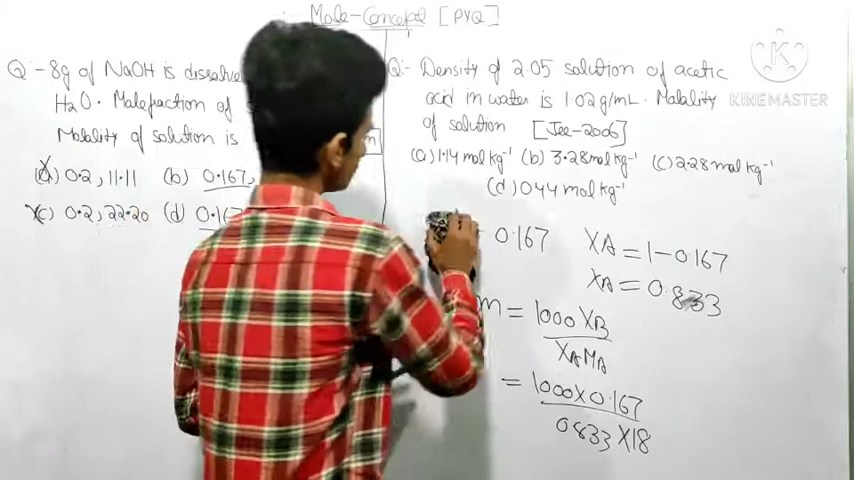 Mole-Concept [PYQ]
Q:-8g of NaOH is dissolved
H2O. Molefraction of
Molality of solution is
m
(a) 0.2, 11.11 (b) 0.167,
(c) 0.2, 22.20 (d) 0.16
Q:- Density of 2.05 solution of acetic
acid in water is 1.02 g/mL. Molality
of solution [Jee-2006]
(a) 1.14 mol kg-1 (b) 3.28 mol kg-1 (c) 2.28 mol kg-1
(d) 0.44 mol kg-1
0.167
XA = 1-0.167
XA = 0.833
m = 1000 XB
XAMA
= 1000×0.167
0.833×18
KINEMASTER